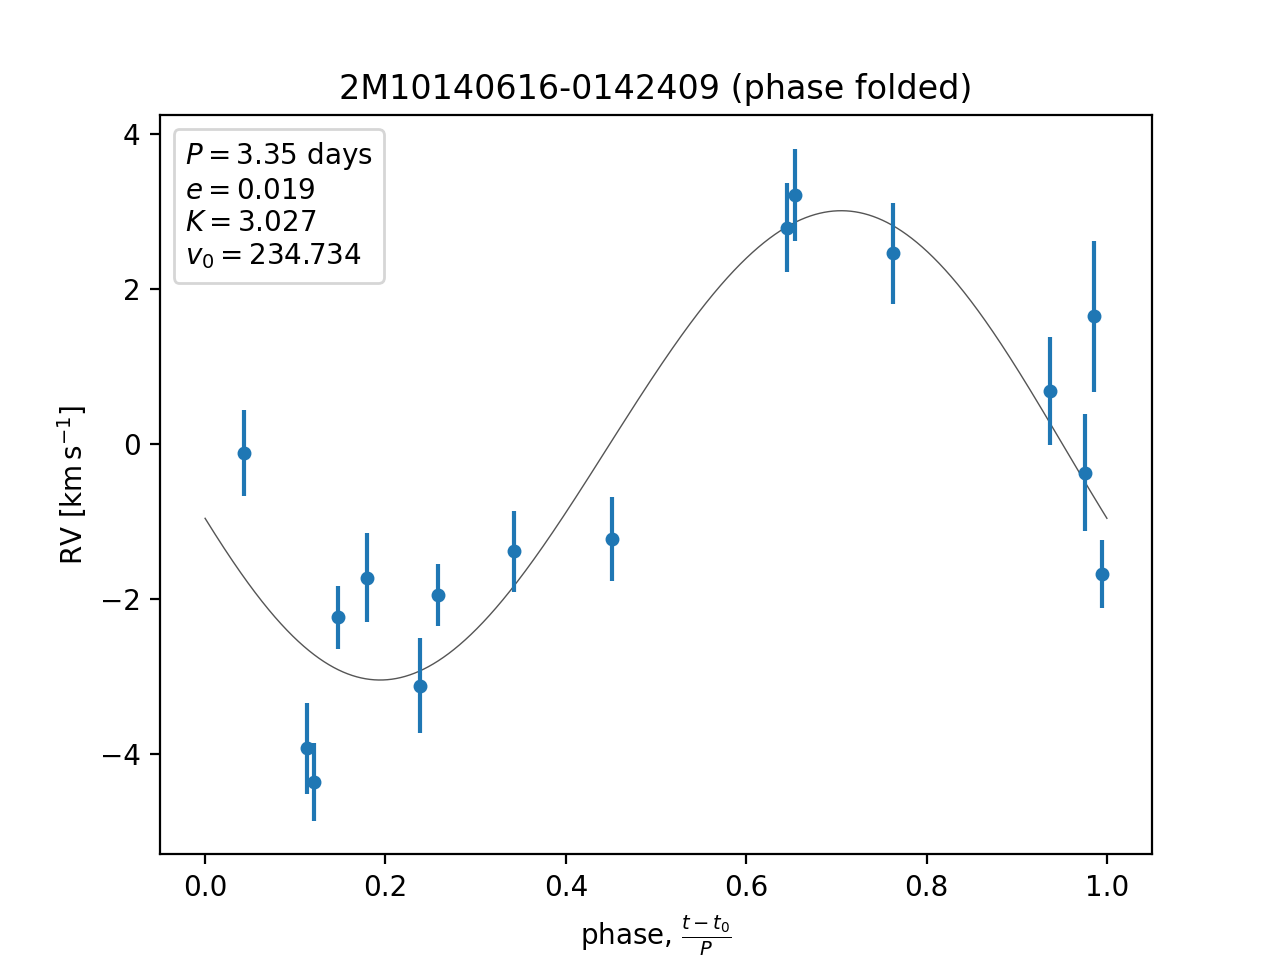 2M10140616-0142409 (phase folded)
P = 3.35 days
e = 0.019
K = 3.027
v₀ = 234.734
4
2
0
−2
−4
RV [km s⁻¹]
0.0 0.2 0.4 0.6 0.8 1.0
phase, (t − t₀)/P